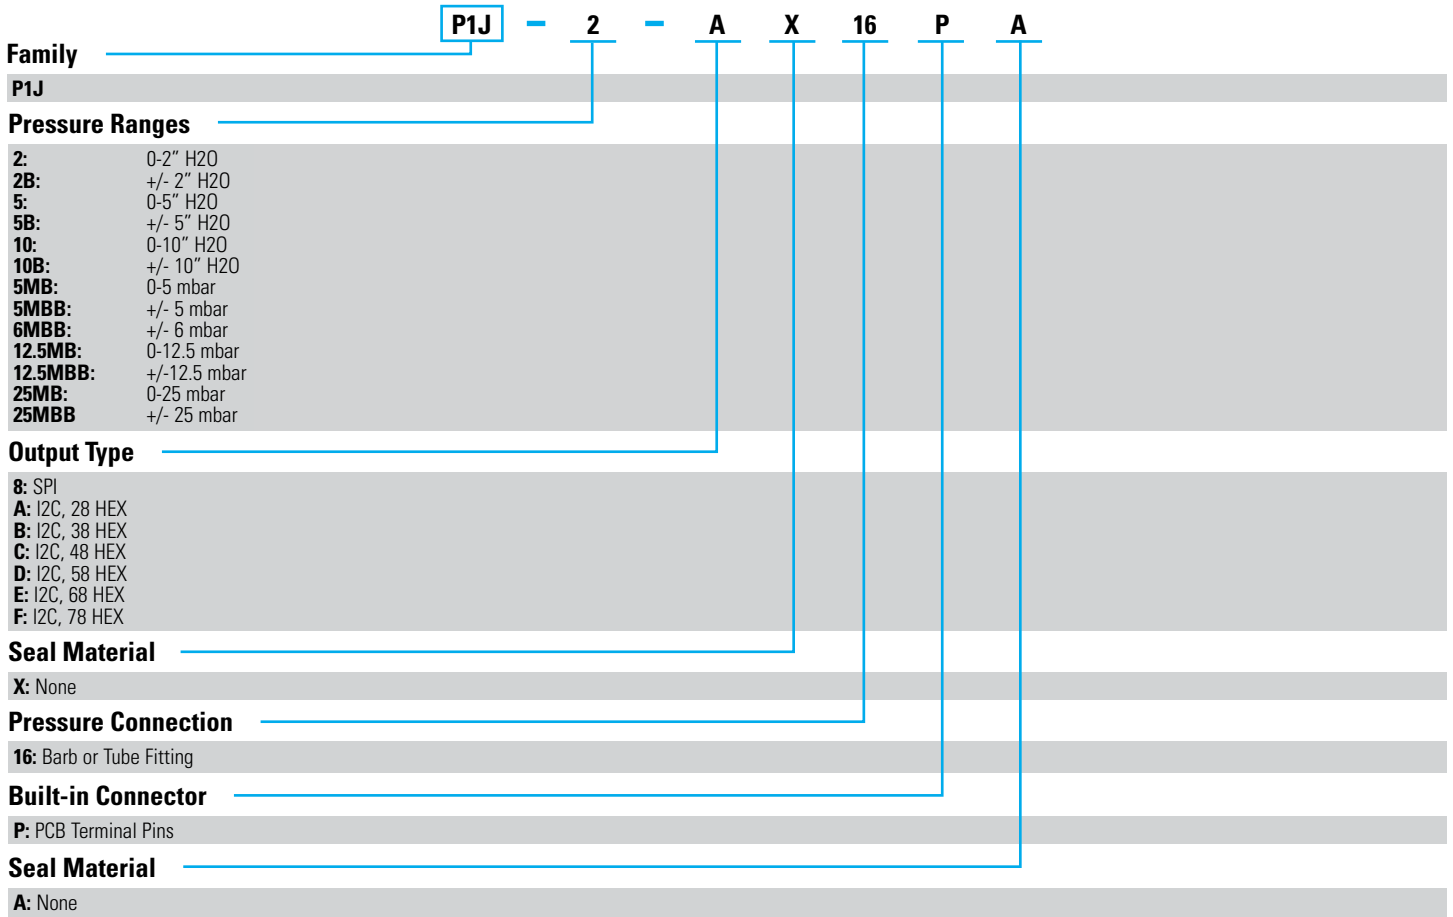 P1J - 2 - A X 16 P A
Family
P1J
Pressure Ranges
2: 0-2" H2O
2B: +/- 2" H2O
5: 0-5" H2O
5B: +/- 5" H2O
10: 0-10" H2O
10B: +/- 10" H2O
5MB: 0-5 mbar
5MBB: +/- 5 mbar
6MBB: +/- 6 mbar
12.5MB: 0-12.5 mbar
12.5MBB: +/-12.5 mbar
25MB: 0-25 mbar
25MBB +/- 25 mbar
Output Type
8: SPI
A: I2C, 28 HEX
B: I2C, 38 HEX
C: I2C, 48 HEX
D: I2C, 58 HEX
E: I2C, 68 HEX
F: I2C, 78 HEX
Seal Material
X: None
Pressure Connection
16: Barb or Tube Fitting
Built-in Connector
P: PCB Terminal Pins
Seal Material
A: None